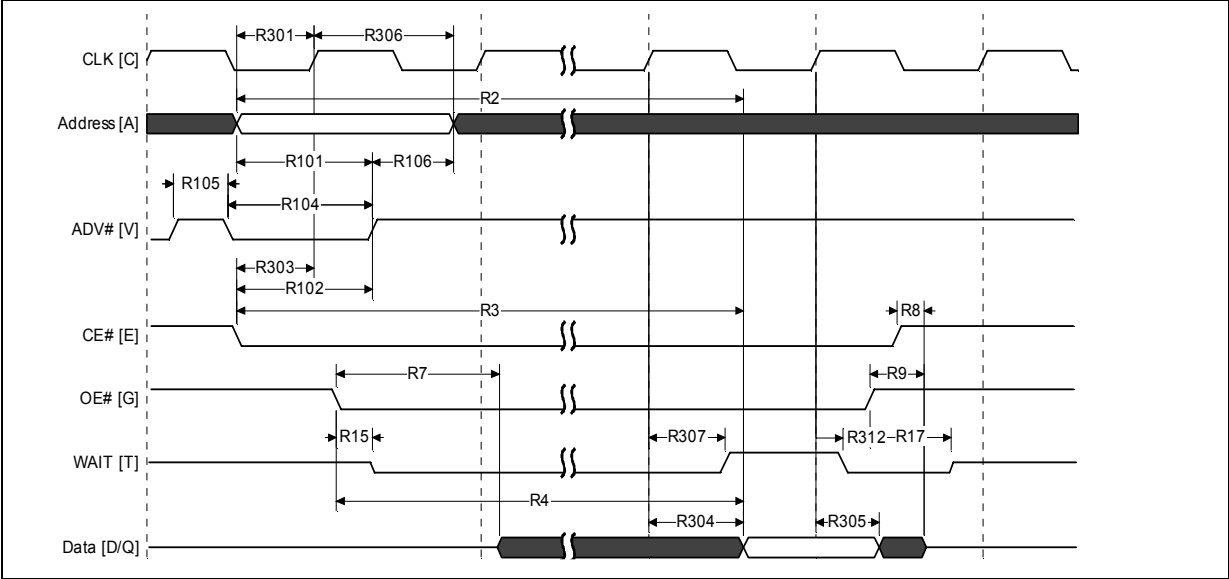 R301 R306
CLK [C]
R2
Address [A]
R101 R106
R105
R104
ADV# [V]
R303
R102
R3
R8
CE# [E]
R7 R9
OE# [G]
R15 R307 R312 R17
WAIT [T]
R4
R304 R305
Data [D/Q]